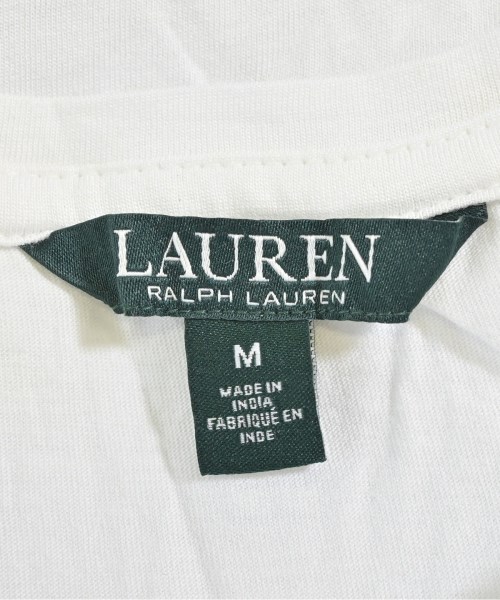 LAUREN
RALPH LAUREN
M
MADE IN
INDIA
FABRIQUÉ EN
INDE